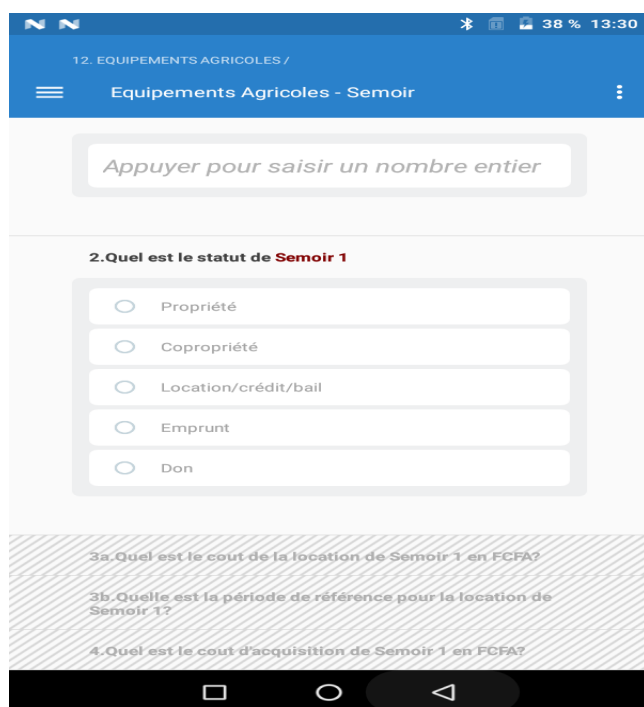 38 % 13:30
12. EQUIPEMENTS AGRICOLES /
Equipements Agricoles - Semoir
Appuyer pour saisir un nombre entier
2.Quel est le statut de Semoir 1
Propriété
Copropriété
Location/crédit/bail
Emprunt
Don
3a.Quel est le cout de la location de Semoir 1 en FCFA?
3b.Quelle est la période de référence pour la location de
Semoir 1?
4.Quel est le cout d'acquisition de Semoir 1 en FCFA?